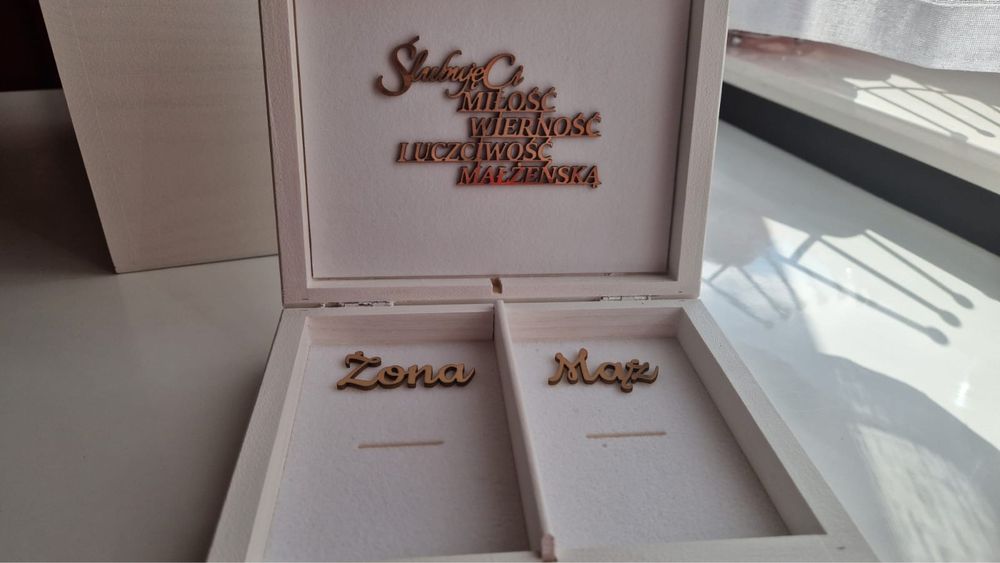 Ślubuję Ci
MIŁOŚĆ
WIERNOŚĆ
I UCZCIWOŚĆ
MAŁŻEŃSKĄ
Żona Mąż